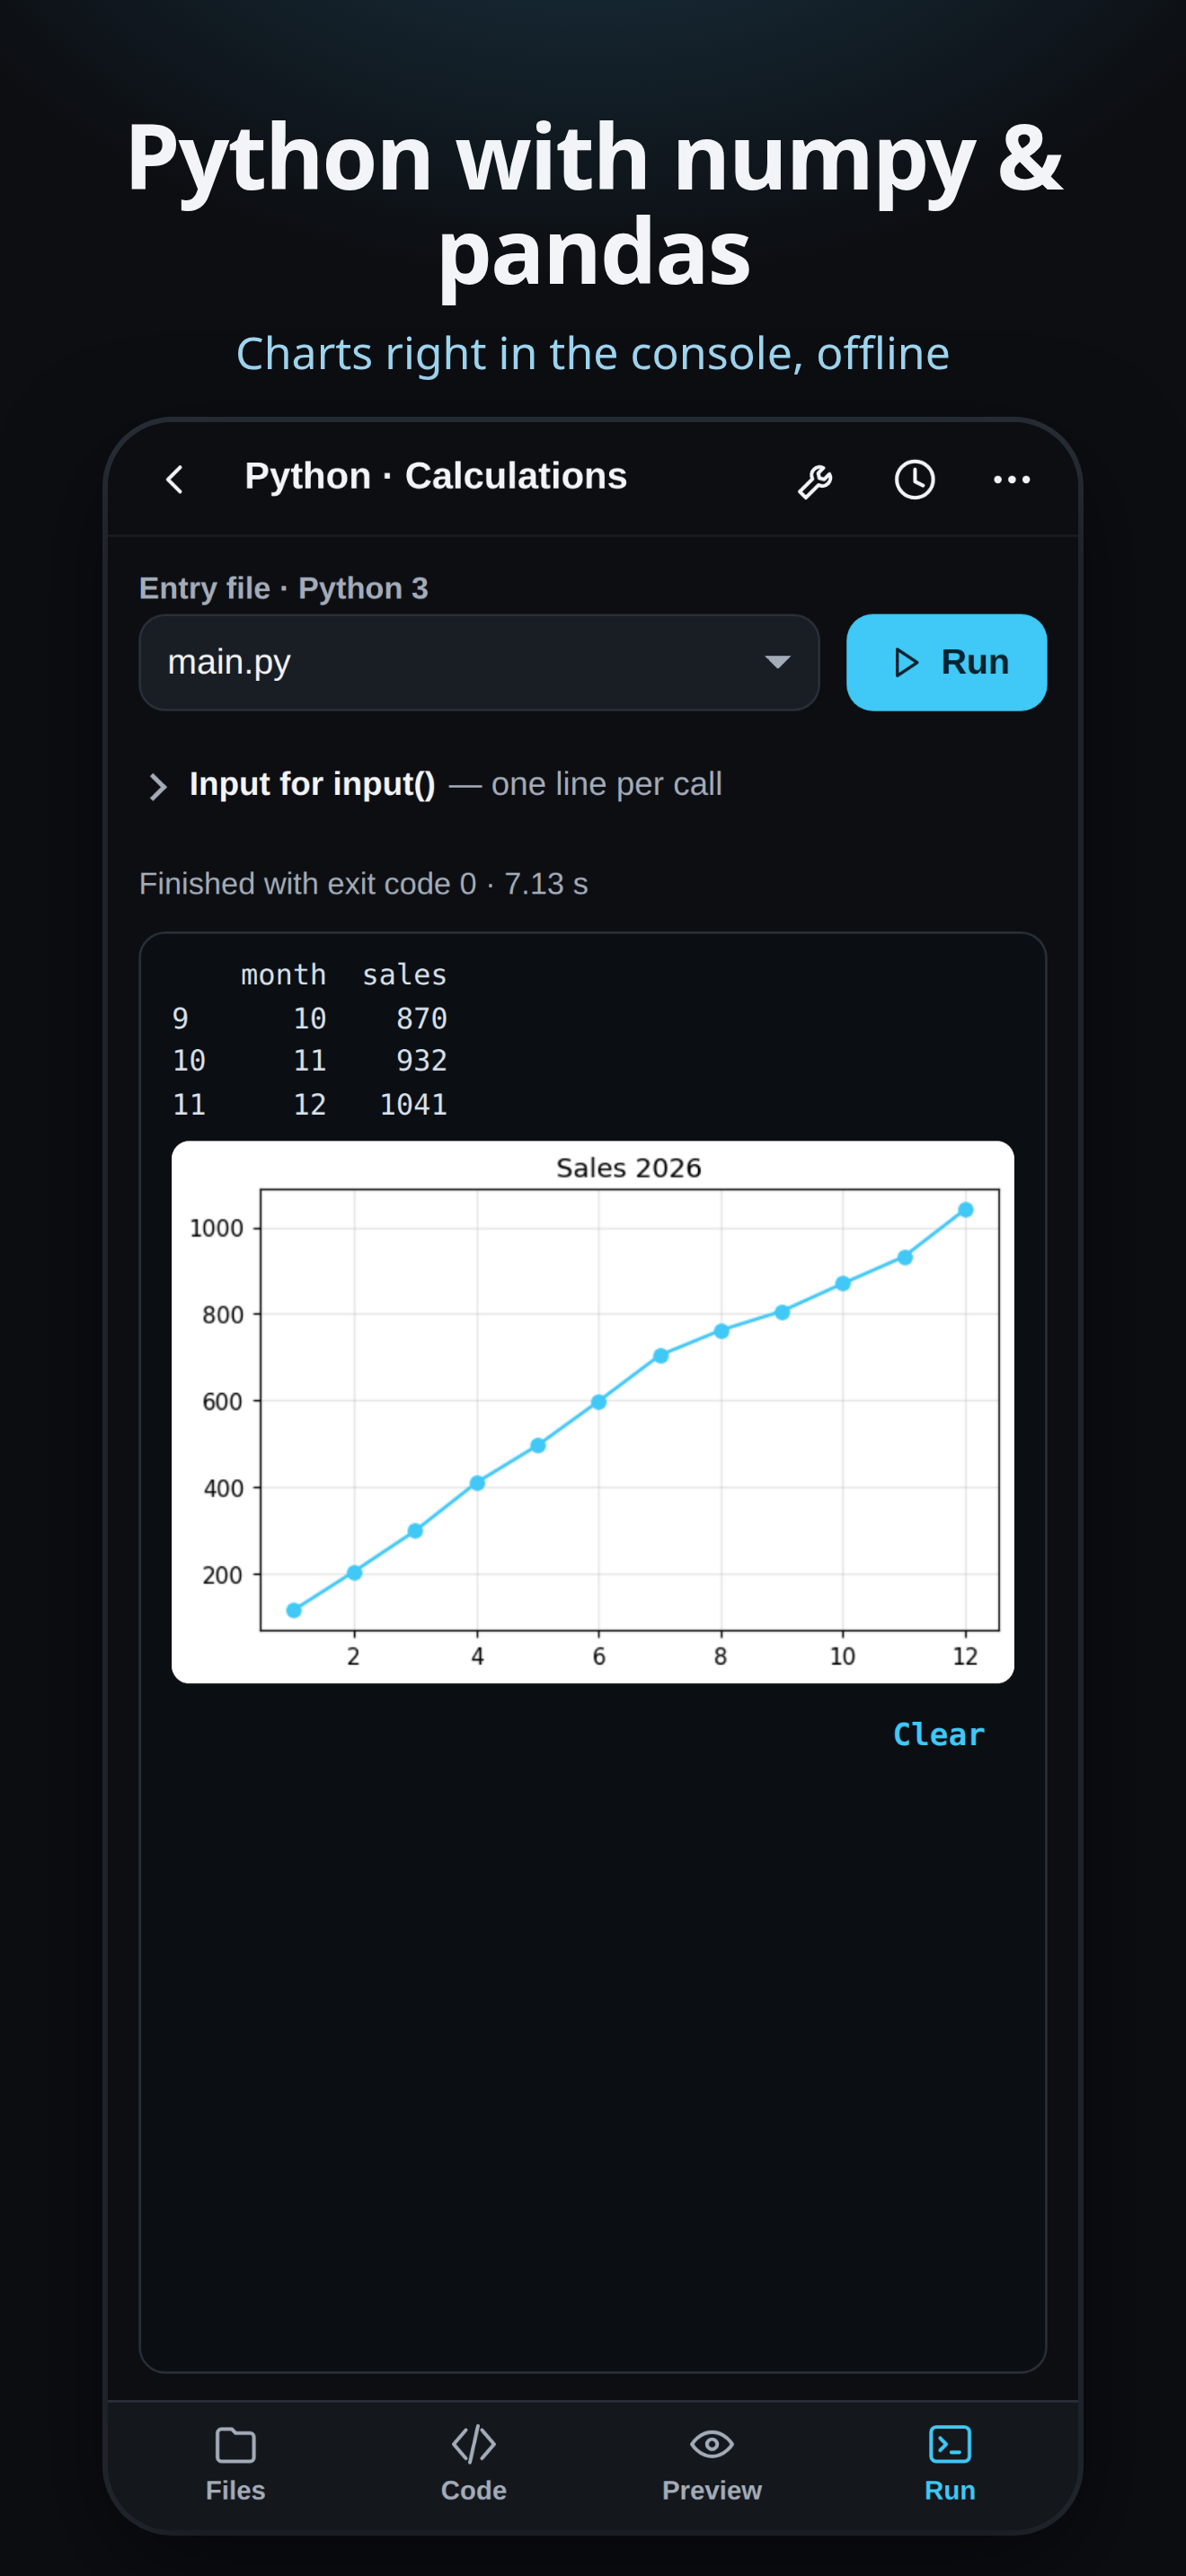 Python with numpy &
pandas
Charts right in the console, offline
Python · Calculations
Entry file · Python 3
main.py
Run
Input for input() — one line per call
Finished with exit code 0 · 7.13 s
month sales
9 10 870
10 11 932
11 12 1041
Sales 2026
1000
800
600
400
200
2 4 6 8 10 12
Clear
Files Code Preview Run